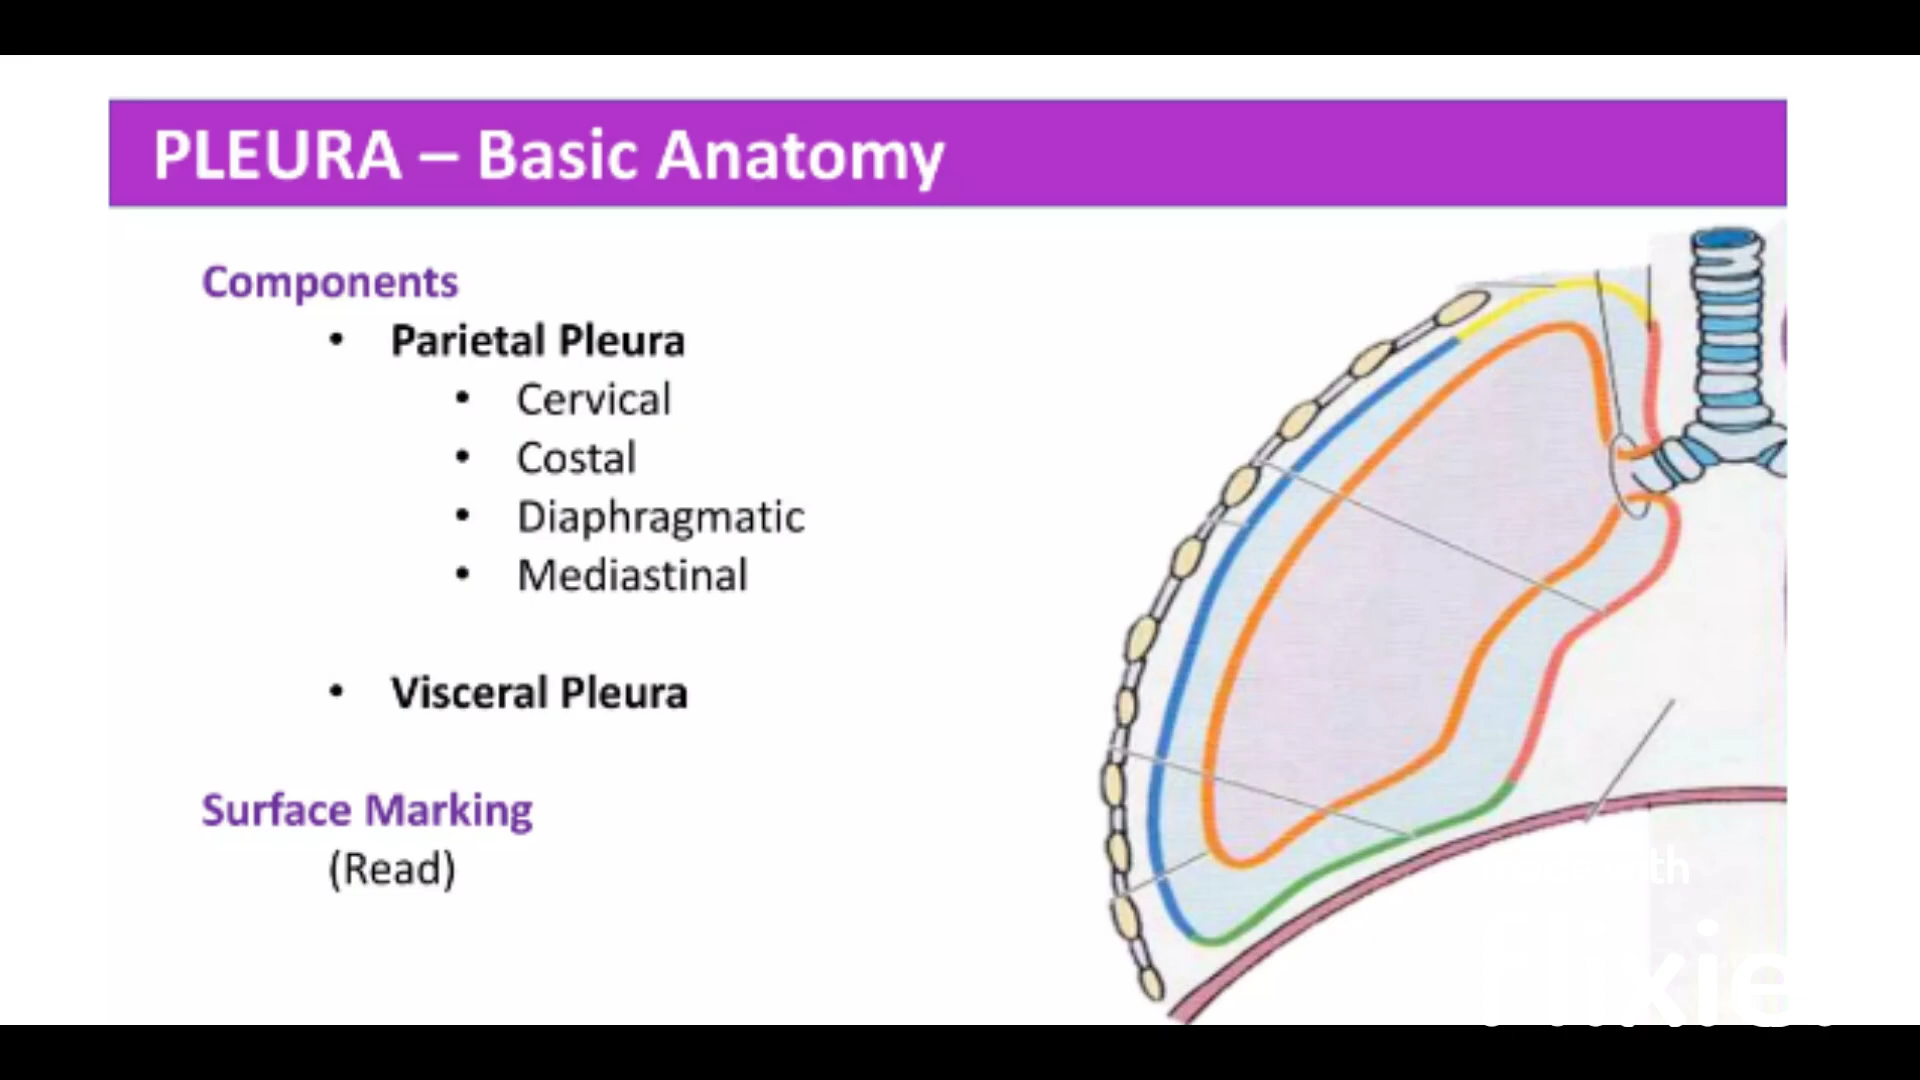 PLEURA – Basic Anatomy
Components
• Parietal Pleura
• Cervical
• Costal
• Diaphragmatic
• Mediastinal
• Visceral Pleura
Surface Marking
(Read)